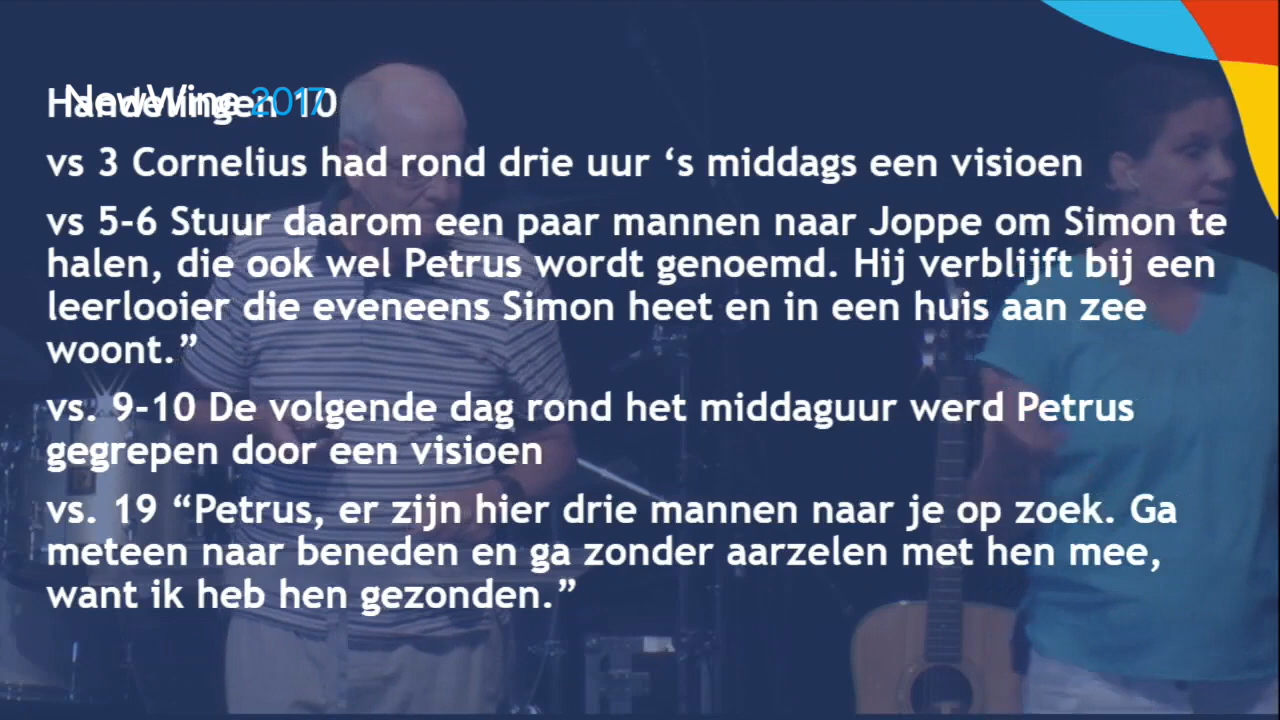 NewWine 2017
Handelingen 10
vs 3 Cornelius had rond drie uur ‘s middags een visioen
vs 5-6 Stuur daarom een paar mannen naar Joppe om Simon te
halen, die ook wel Petrus wordt genoemd. Hij verblijft bij een
leerlooier die eveneens Simon heet en in een huis aan zee
woont.”
vs. 9-10 De volgende dag rond het middaguur werd Petrus
gegrepen door een visioen
vs. 19 “Petrus, er zijn hier drie mannen naar je op zoek. Ga
meteen naar beneden en ga zonder aarzelen met hen mee,
want ik heb hen gezonden.”